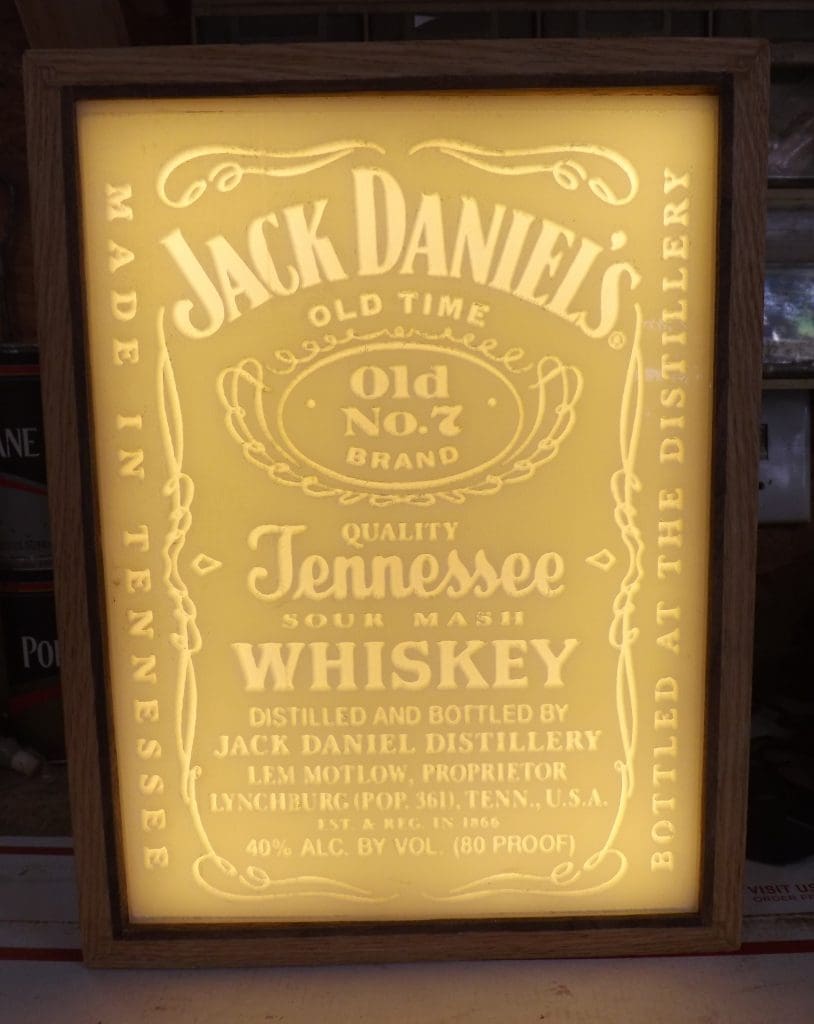 JACK DANIEL'S®
OLD TIME
Old
No.7
BRAND
QUALITY
Tennessee
SOUR MASH
WHISKEY
DISTILLED AND BOTTLED BY
JACK DANIEL DISTILLERY
LEM MOTLOW, PROPRIETOR
LYNCHBURG (POP. 361), TENN., U.S.A.
EST. & REG. IN 1866
40% ALC. BY VOL. (80 PROOF)
MADE IN TENNESSEE
BOTTLED AT THE DISTILLERY
VISIT US